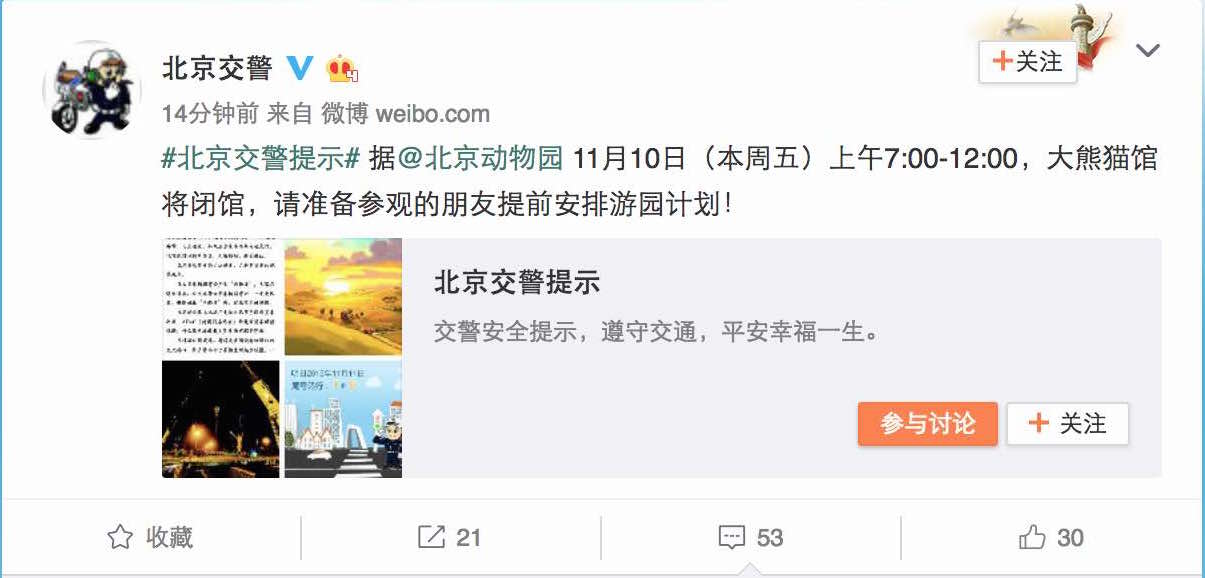 北京交警
关注
14分钟前 来自 微博 weibo.com
#北京交警提示# 据@北京动物园 11月10日（本周五）上午7:00-12:00，大熊猫馆
将闭馆，请准备参观的朋友提前安排游园计划！
北京交警提示
交警安全提示，遵守交通，平安幸福一生。
参与讨论
关注
收藏
21
53
30